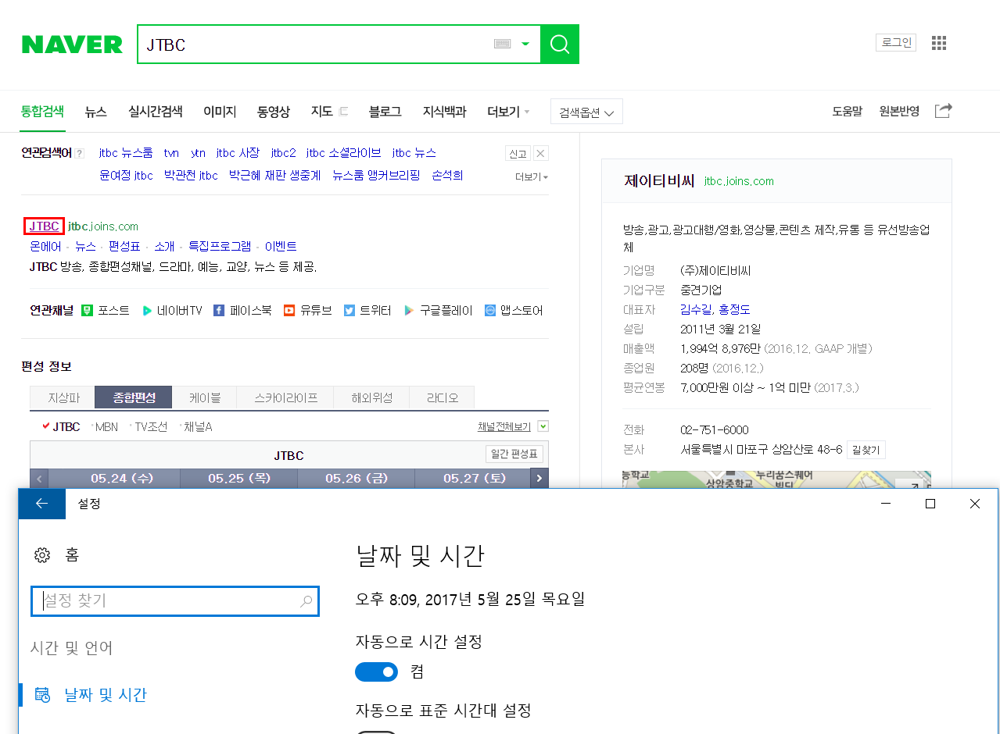 NAVER
JTBC
로그인
통합검색 뉴스 실시간검색 이미지 동영상 지도 블로그 지식백과 더보기 검색옵션 도움말 원본반영
연관검색어 ? jtbc 뉴스룸 tvn ytn jtbc 사장 jtbc2 jtbc 소셜라이브 jtbc 뉴스 신고
윤여정 jtbc 박관천 jtbc 박근혜 재판 생중계 뉴스룸 앵커브리핑 손석희 더보기
JTBC jtbc.joins.com
온에어 · 뉴스 · 편성표 · 소개 · 특집프로그램 · 이벤트
JTBC 방송, 종합편성채널, 드라마, 예능, 교양, 뉴스 등 제공.
연관채널 포스트 네이버TV 페이스북 유튜브 트위터 구글플레이 앱스토어
편성 정보
지상파 종합편성 케이블 스카이라이프 해외위성 라디오
JTBC MBN TV조선 채널A 채널전체보기
JTBC 일간 편성표
05.24 (수) 05.25 (목) 05.26 (금) 05.27 (토)
제이티비씨 jtbc.joins.com
방송,광고,광고대행/영화,영상물,콘텐츠 제작,유통 등 유선방송업
체
기업명 (주)제이티비씨
기업구분 중견기업
대표자 김수길, 홍정도
설립 2011년 3월 21일
매출액 1,994억 8,976만 (2016.12. GAAP 개별)
종업원 208명 (2016.12.)
평균연봉 7,000만원 이상 ~ 1억 미만 (2017.3.)
전화 02-751-6000
본사 서울특별시 마포구 상암산로 48-6 길찾기
등학교
상암중학교
누리꿈스퀘어
빌딩
설정
홈
설정 찾기
시간 및 언어
날짜 및 시간
날짜 및 시간
오후 8:09, 2017년 5월 25일 목요일
자동으로 시간 설정
켬
자동으로 표준 시간대 설정